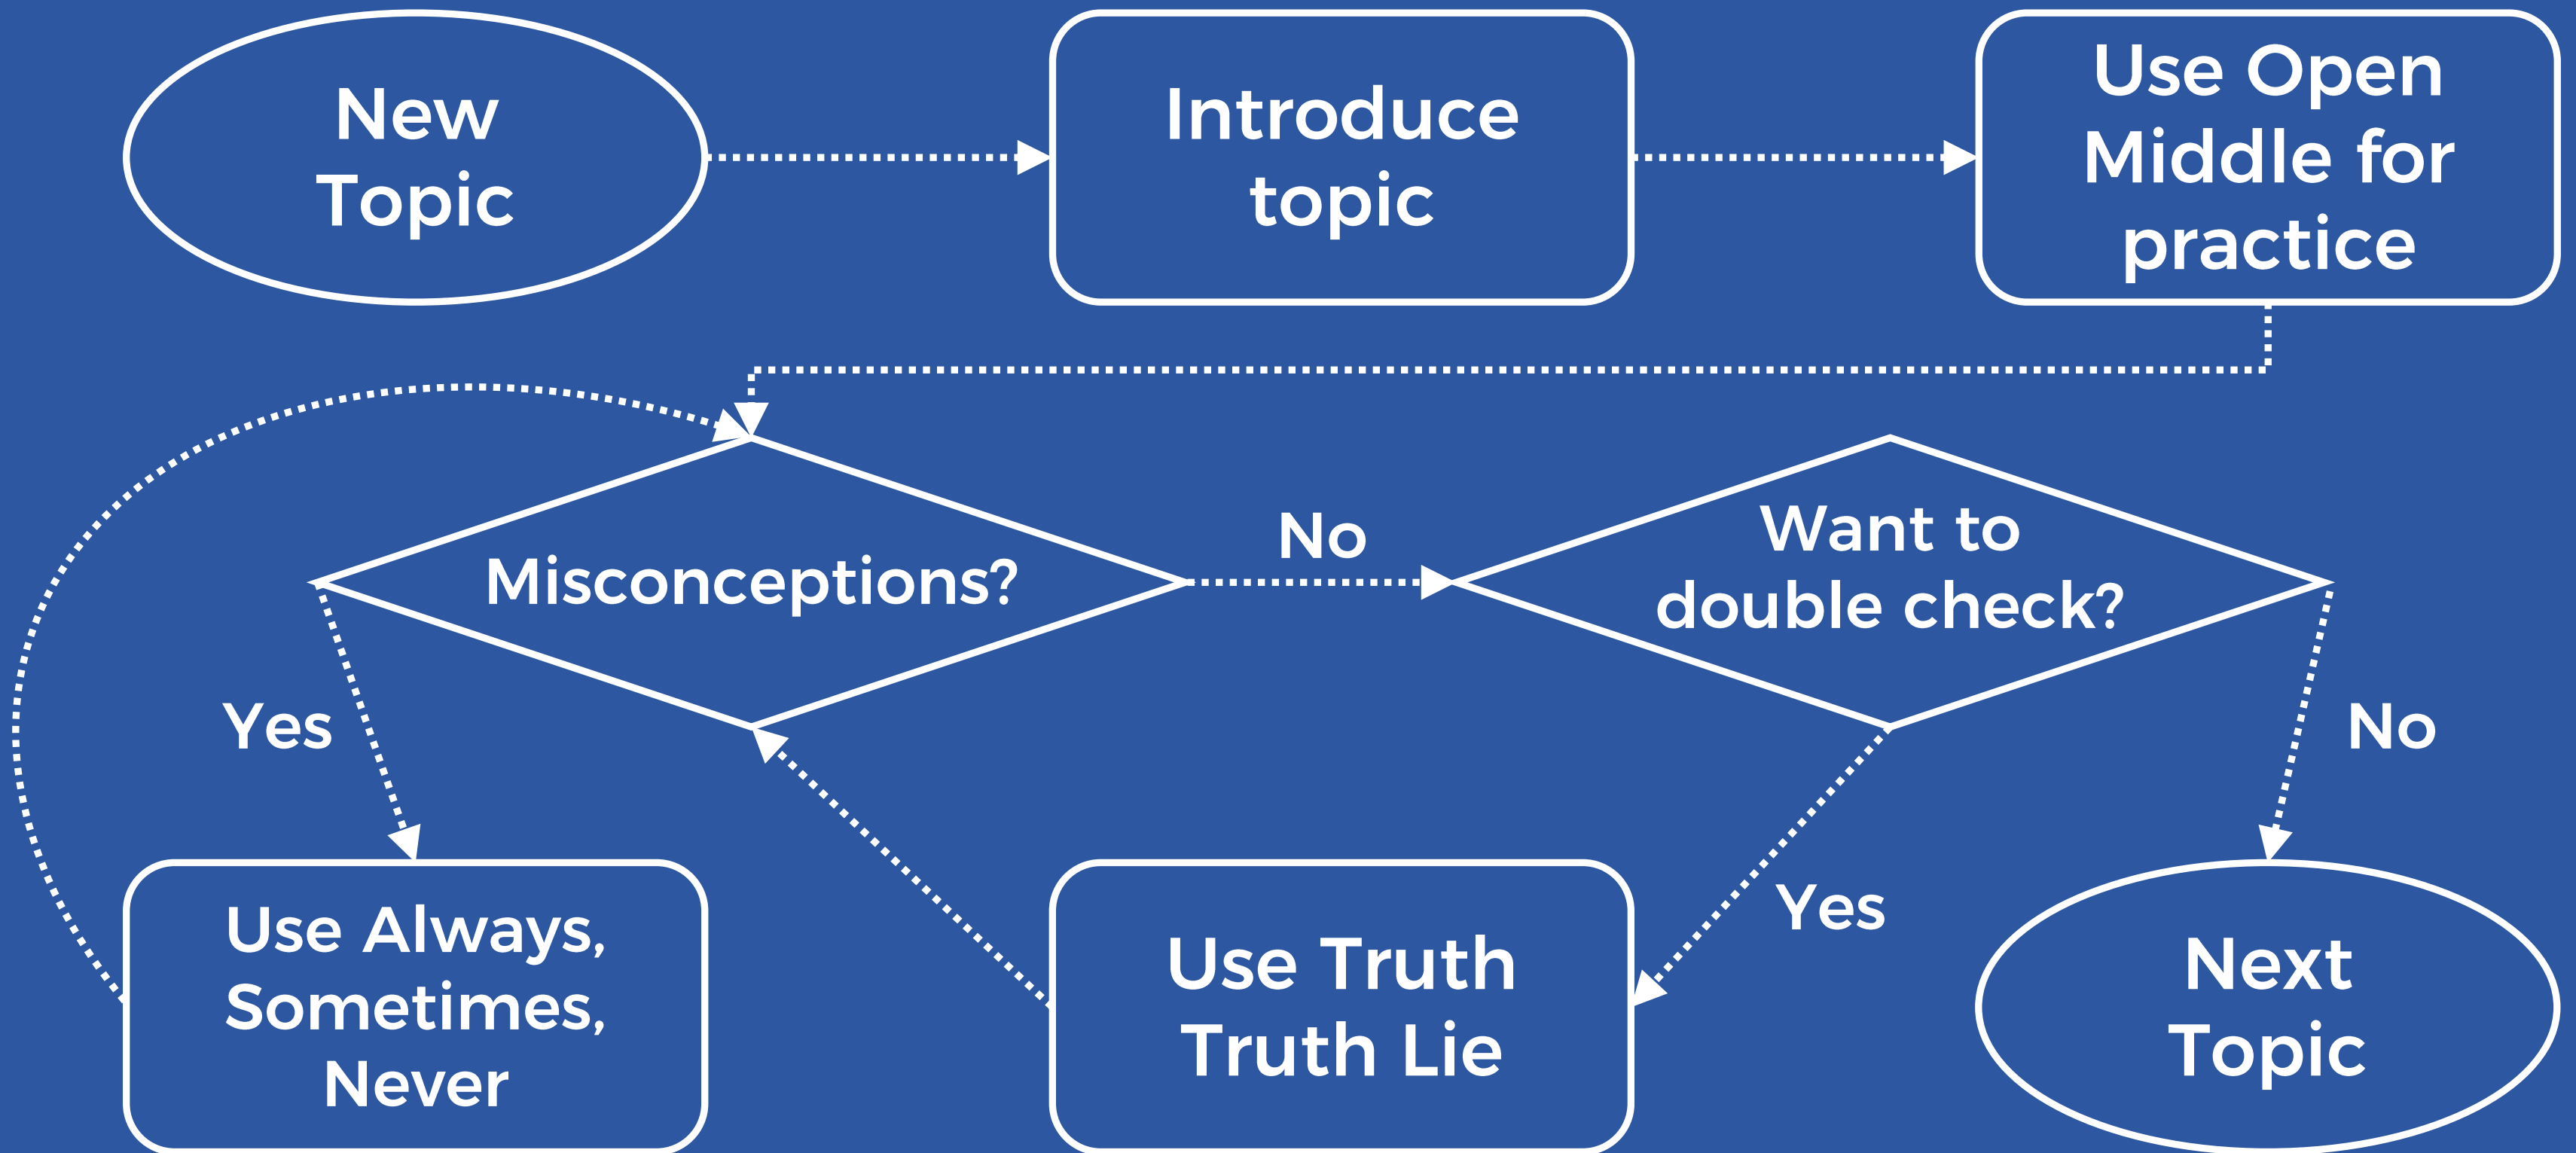 New
Topic
Introduce
topic
Use Open
Middle for
practice
Misconceptions?
No
Want to
double check?
Yes
No
Yes
Use Always,
Sometimes,
Never
Use Truth
Truth Lie
Next
Topic